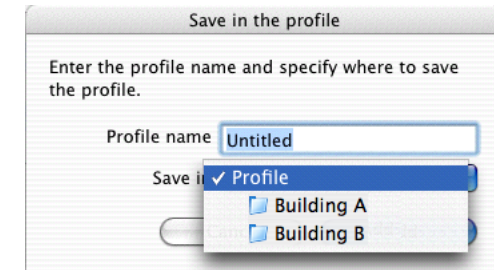 Save in the profile
Enter the profile name and specify where to save
the profile.
Profile name Untitled
Save i ✓ Profile
Building A
Building B